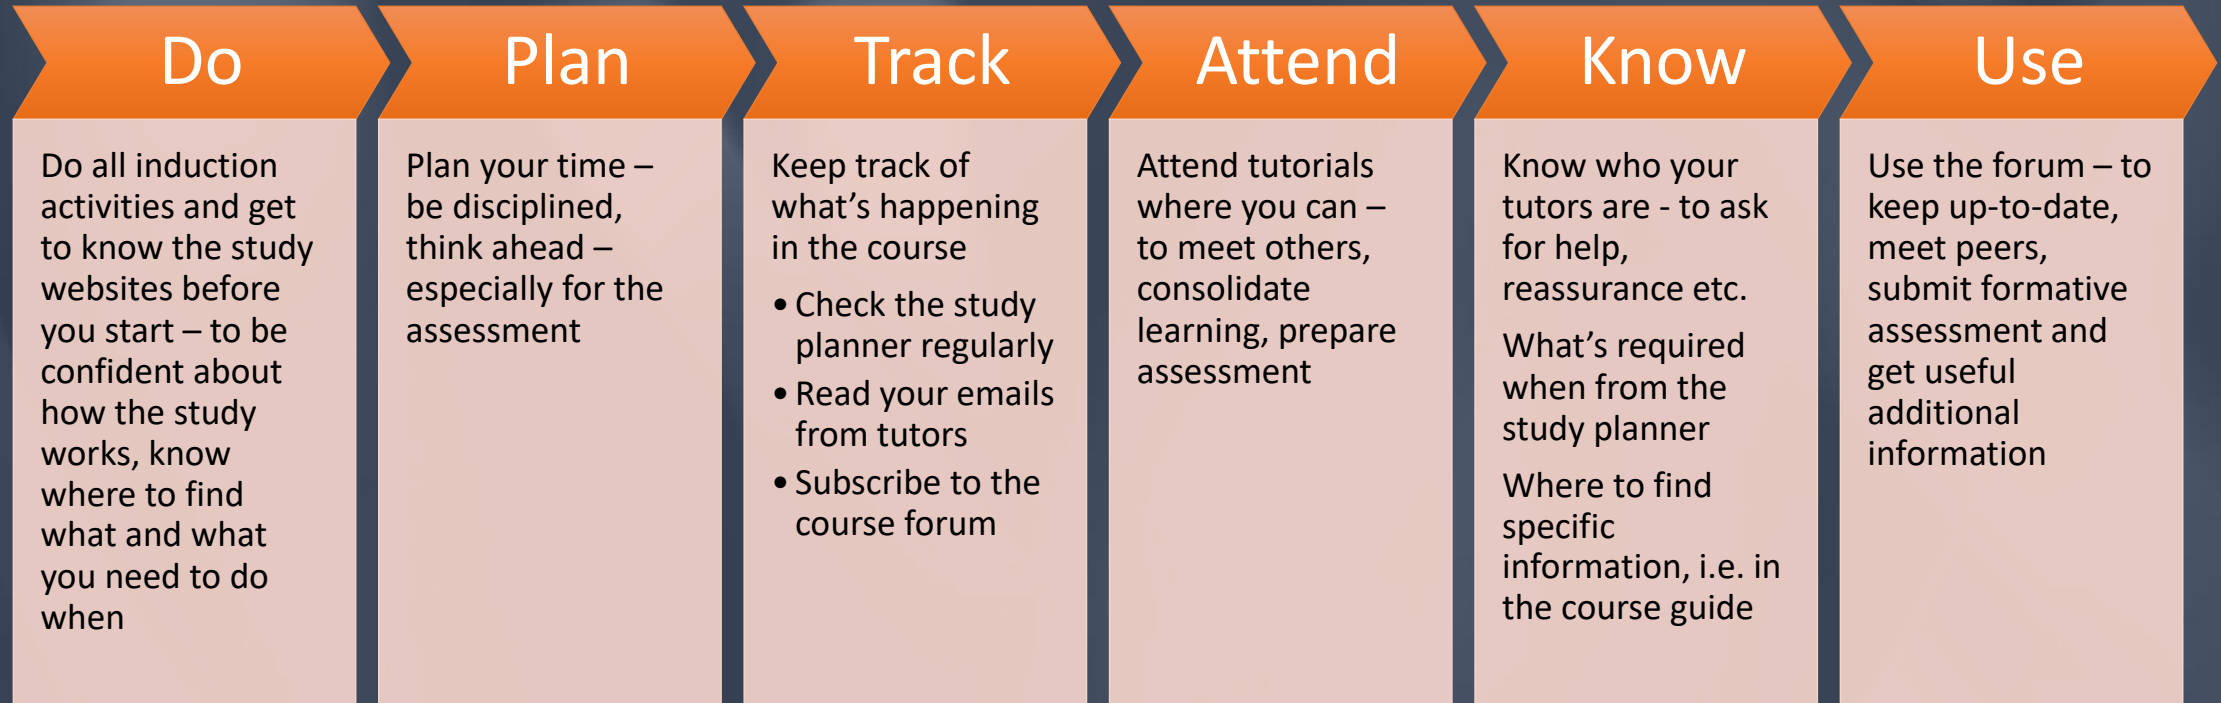 Do
Do all induction
activities and get
to know the study
websites before
you start – to be
confident about
how the study
works, know
where to find
what and what
you need to do
when
Plan
Plan your time –
be disciplined,
think ahead –
especially for the
assessment
Track
Keep track of
what’s happening
in the course
• Check the study
planner regularly
• Read your emails
from tutors
• Subscribe to the
course forum
Attend
Attend tutorials
where you can –
to meet others,
consolidate
learning, prepare
assessment
Know
Know who your
tutors are - to ask
for help,
reassurance etc.
What’s required
when from the
study planner
Where to find
specific
information, i.e. in
the course guide
Use
Use the forum – to
keep up-to-date,
meet peers,
submit formative
assessment and
get useful
additional
information